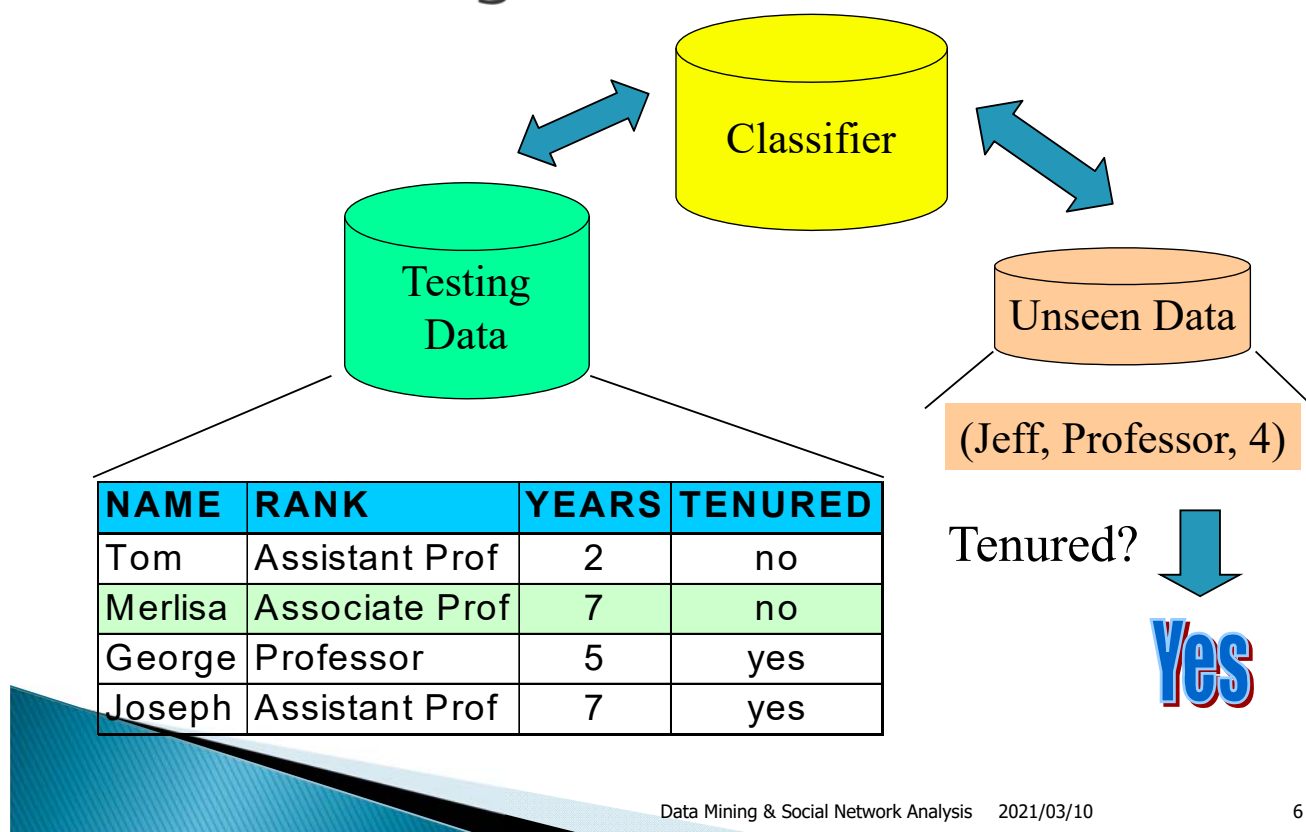 Classifier
Testing
Data
Unseen Data
(Jeff, Professor, 4)
NAME RANK YEARS TENURED
Tom Assistant Prof 2 no
Merlisa Associate Prof 7 no
George Professor 5 yes
Joseph Assistant Prof 7 yes
Tenured?
Yes
Data Mining & Social Network Analysis 2021/03/10 6